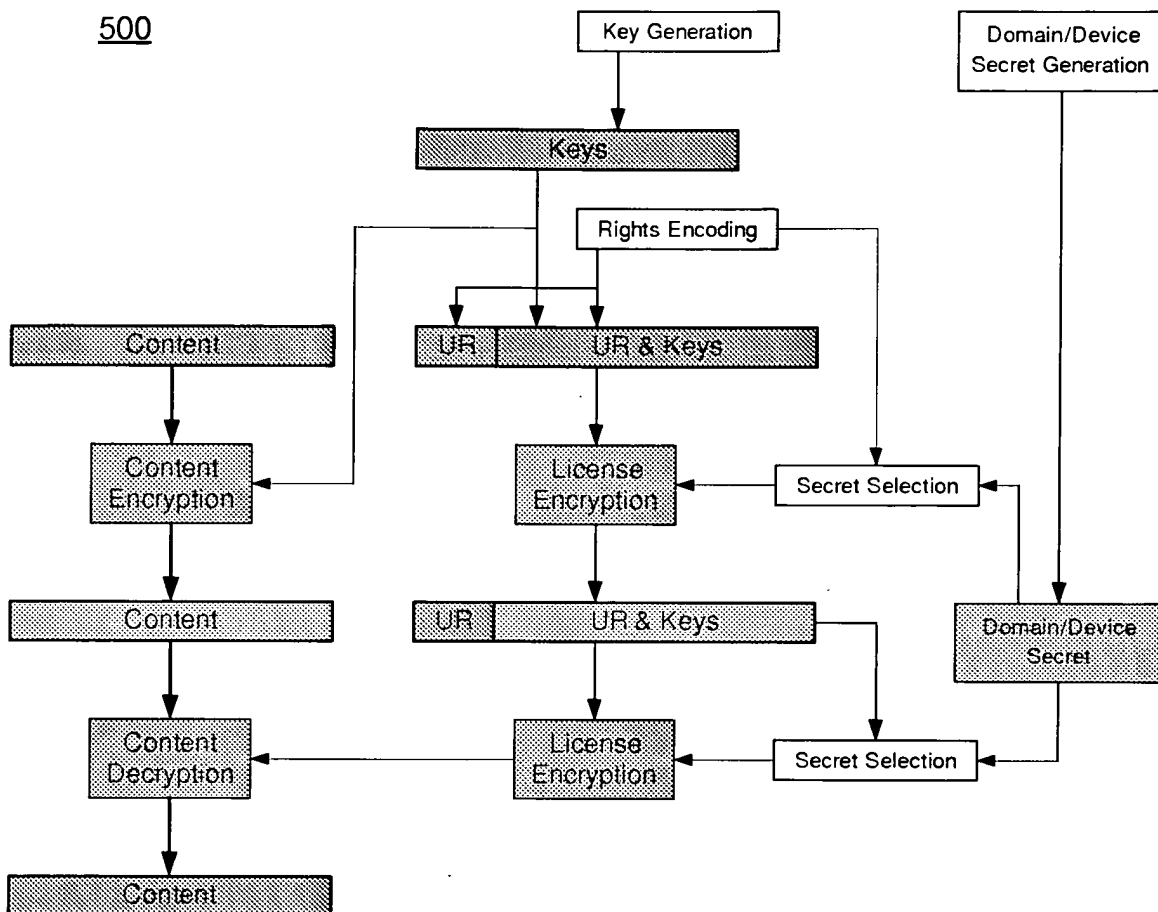 500
Key Generation
Domain/Device
Secret Generation
Keys
Rights Encoding
Content
UR
UR & Keys
Content
Encryption
License
Encryption
Secret Selection
Content
UR
UR & Keys
Domain/Device
Secret
Content
Decryption
License
Encryption
Secret Selection
Content